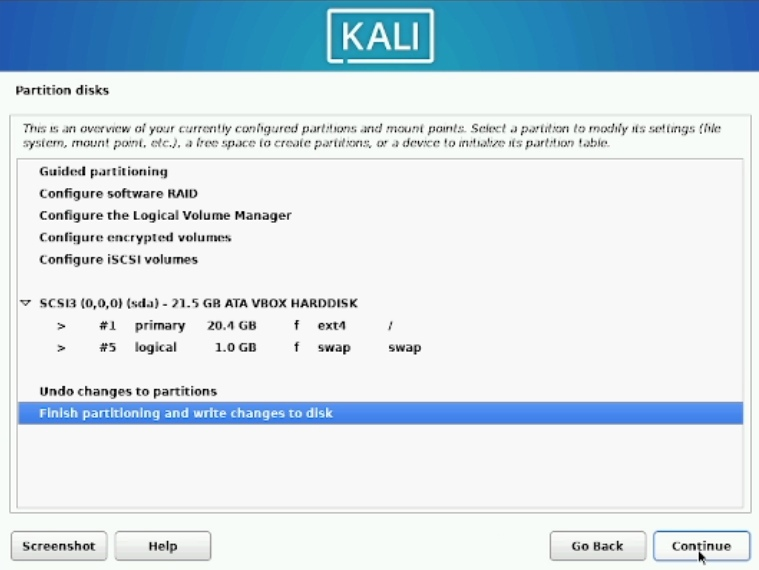 KALI
Partition disks
This is an overview of your currently configured partitions and mount points. Select a partition to modify its settings (file
system, mount point, etc.), a free space to create partitions, or a device to initialize its partition table.
Guided partitioning
Configure software RAID
Configure the Logical Volume Manager
Configure encrypted volumes
Configure iSCSI volumes
SCSI3 (0,0,0) (sda) - 21.5 GB ATA VBOX HARDDISK
> #1 primary 20.4 GB f ext4 /
> #5 logical 1.0 GB f swap swap
Undo changes to partitions
Finish partitioning and write changes to disk
Screenshot Help Go Back Continue